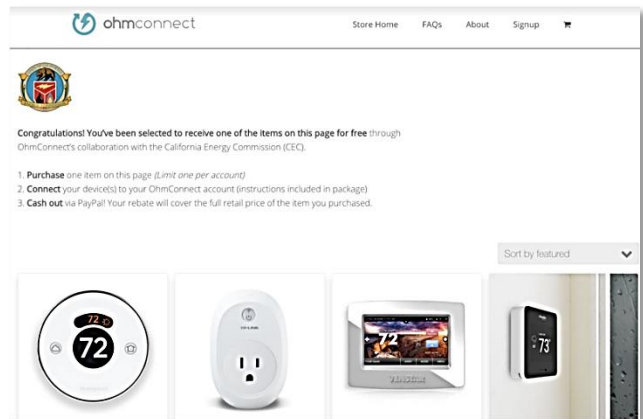 ohmconnect
Store Home FAQs About Signup
Congratulations! You've been selected to receive one of the items on this page for free through
OhmConnect's collaboration with the California Energy Commission (CEC).
1. Purchase one item on this page (Limit one per account)
2. Connect your device(s) to your OhmConnect account (instructions included in package)
3. Cash out via PayPal! Your rebate will cover the full retail price of the item you purchased.
Sort by featured
72
72
TP-LINK
72
VENSTAR
73